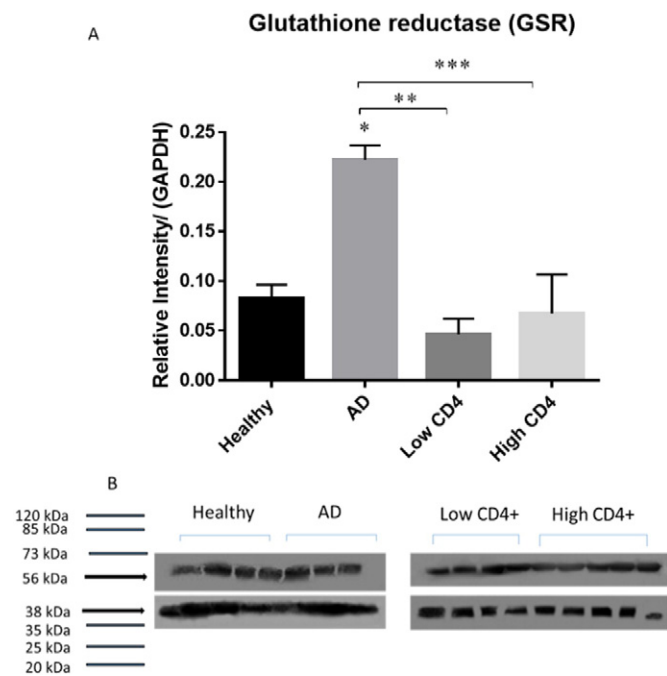 A
Glutathione reductase (GSR)
***
**
*
Relative Intensity/ (GAPDH)
0.25
0.20
0.15
0.10
0.05
0.00
Healthy
AD
Low CD4
High CD4
B
Healthy
AD
Low CD4+
High CD4+
120 kDa
85 kDa
73 kDa
56 kDa
38 kDa
35 kDa
25 kDa
20 kDa